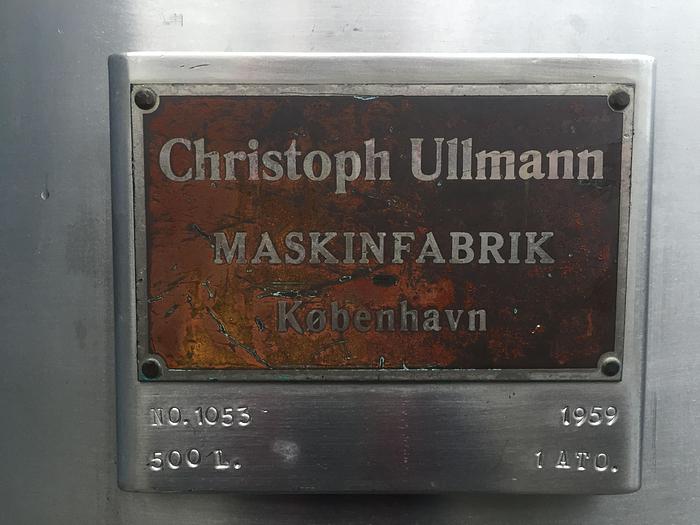 Christoph Ullmann
MASKINFABRIK
København
NO.1053 1959
500 L. 1 ATO.